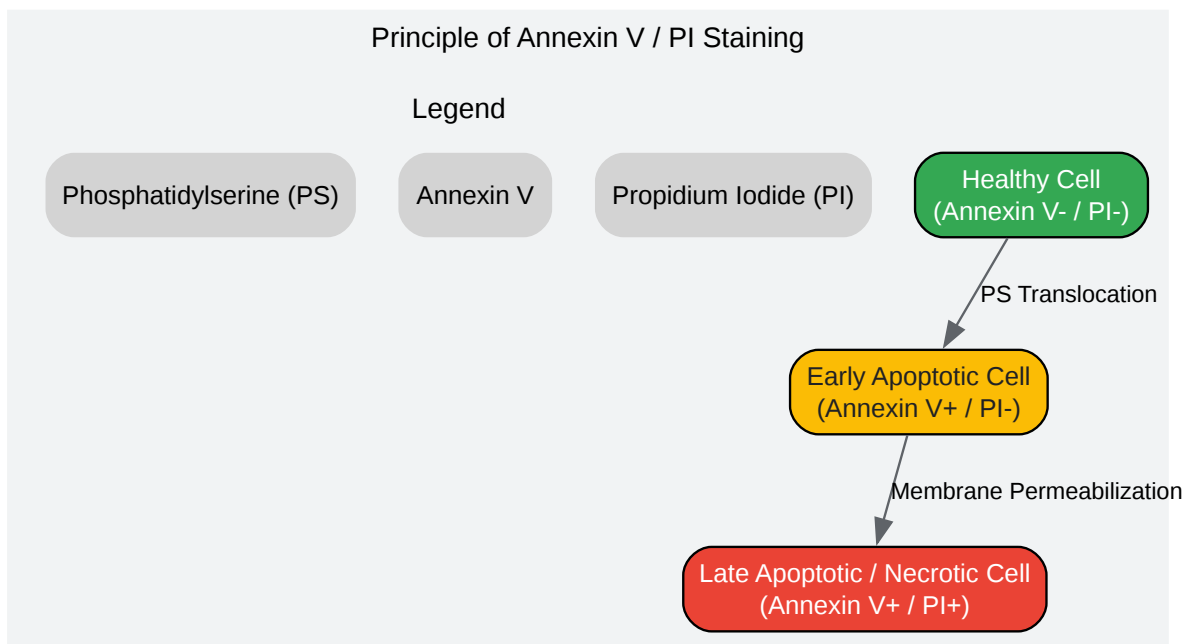 Principle of Annexin V / PI Staining
Legend
Phosphatidylserine (PS)
Annexin V
Propidium Iodide (PI)
Healthy Cell
(Annexin V- / PI-)
PS Translocation
Early Apoptotic Cell
(Annexin V+ / PI-)
Membrane Permeabilization
Late Apoptotic / Necrotic Cell
(Annexin V+ / PI+)